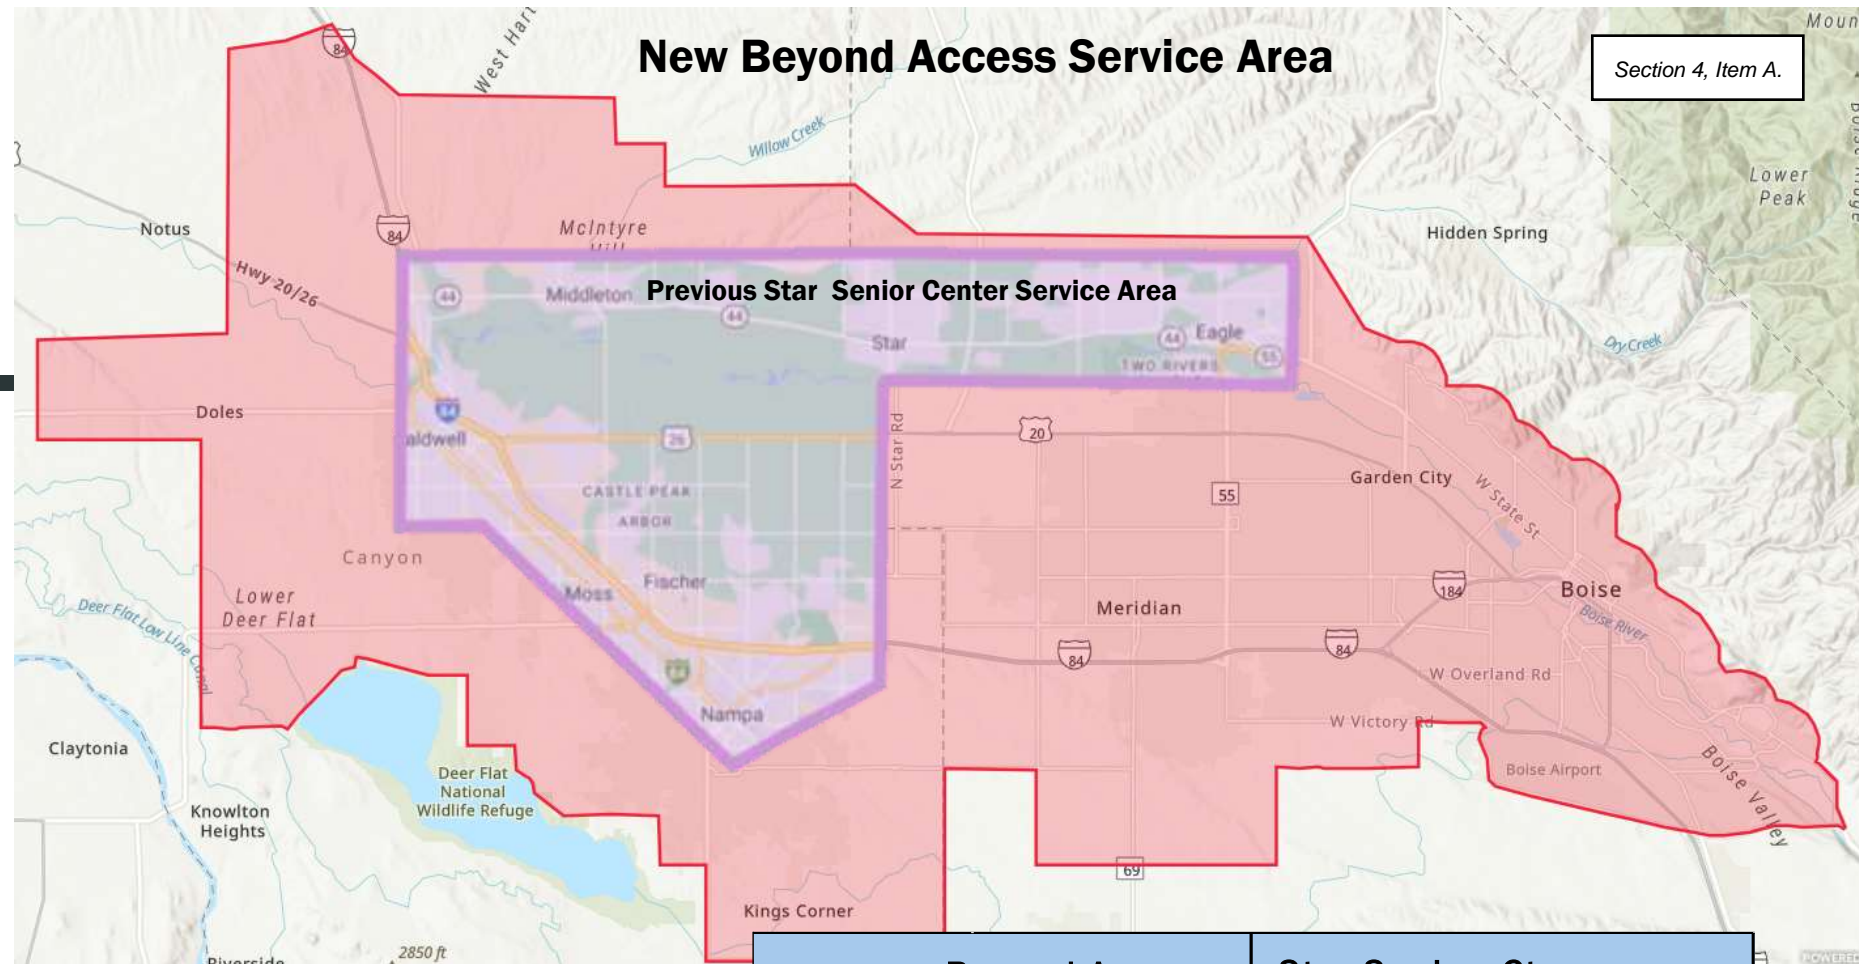 New Beyond Access Service Area
Section 4, Item A.
84
Willow Creek
Lower
Peak
Notus
84
McIntyre
Hidden Spring
Hwy 20/26
Previous Star Senior Center Service Area
44
Middleton
44
Star
44
Eagle
55
TWO RIVERS
Dry Creek
Doles
84
aldwell
26
N Star Rd
20
CASTLE PEAK
ARBOR
55
Garden City
W State St
Canyon
Lower
Deer Flat
Deer Flat Low Line Canal
Moss
Fischer
Meridian
184
Boise
Boise River
84
84
W Overland Rd
Nampa
W Victory Rd
Claytonia
Deer Flat
National
Wildlife Refuge
Boise Airport
Boise Valley
Knowlton
Heights
69
Kings Corner
2850 ft
POWERED